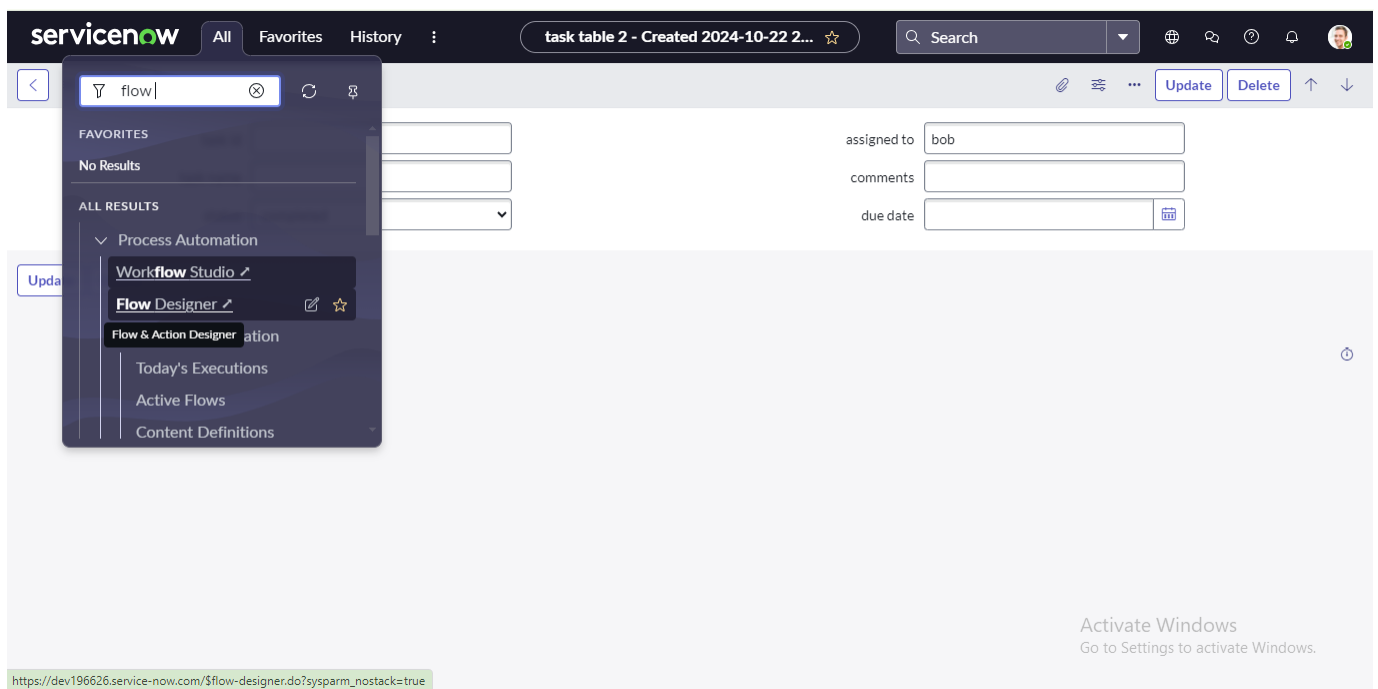 servicenow All Favorites History task table 2 - Created 2024-10-22 2... Search
flow
Update Delete
FAVORITES
No Results
ALL RESULTS
Process Automation
Workflow Studio
Flow Designer
Flow & Action Designer
ation
Today's Executions
Active Flows
Content Definitions
assigned to bob
comments
due date
Upda
Activate Windows
Go to Settings to activate Windows.
https://dev196626.service-now.com/$flow-designer.do?sysparm_nostack=true